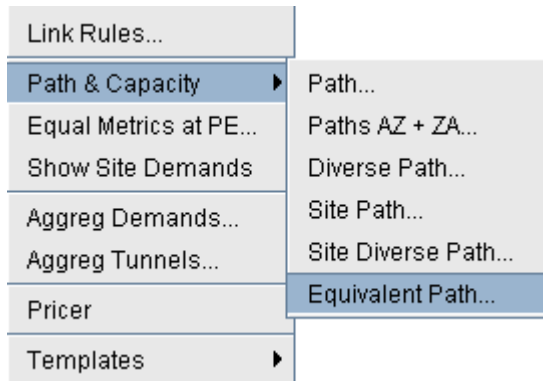 Link Rules...
Path & Capacity
Equal Metrics at PE...
Show Site Demands
Aggreg Demands...
Aggreg Tunnels...
Pricer
Templates
Path...
Paths AZ + ZA...
Diverse Path...
Site Path...
Site Diverse Path...
Equivalent Path...